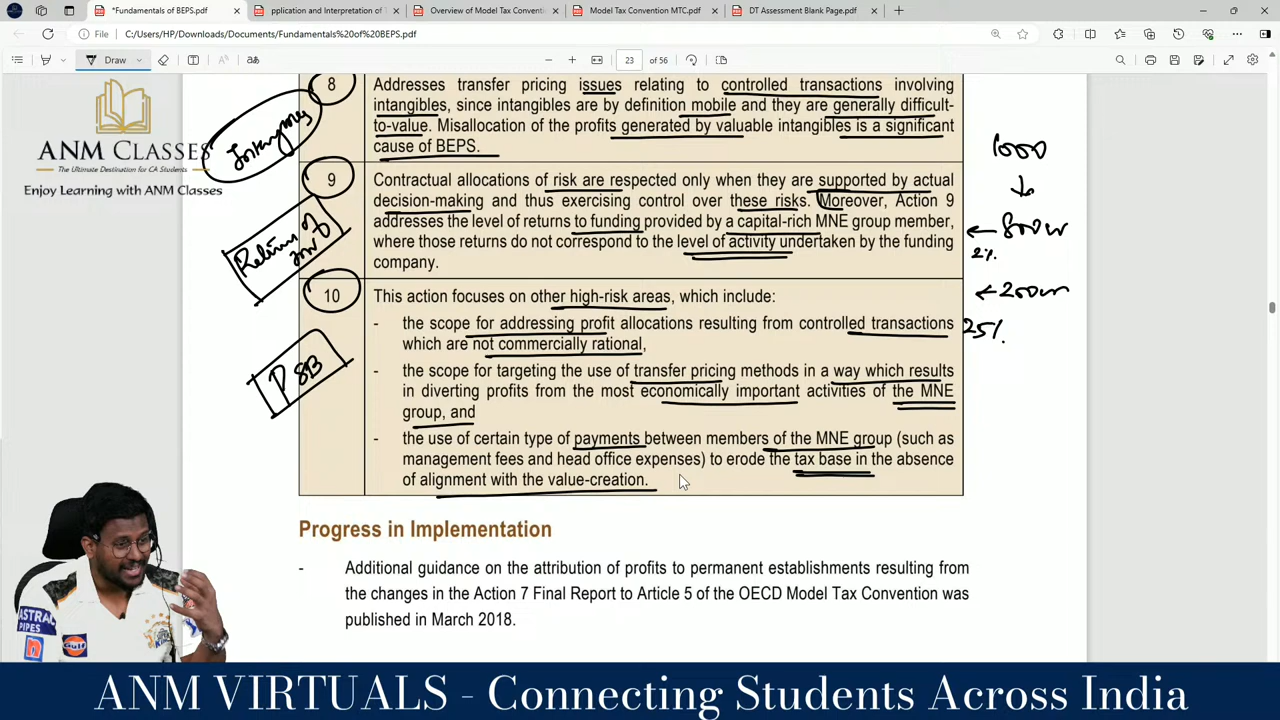 *Fundamentals of BEPS.pdf
pplication and Interpretation of T
Overview of Model Tax Conventi
Model Tax Convention MTC.pdf
DT Assessment Blank Page.pdf
File
C:/Users/HP/Downloads/Documents/Fundamentals%20of%20BEPS.pdf
Draw
23 of 56
ANM CLASSES
The Ultimate Destination for CA Students
Enjoy Learning with ANM Classes
8
Addresses transfer pricing issues relating to controlled transactions involving
intangibles, since intangibles are by definition mobile and they are generally difficult-
to-value. Misallocation of the profits generated by valuable intangibles is a significant
cause of BEPS.
9
Contractual allocations of risk are respected only when they are supported by actual
decision-making and thus exercising control over these risks. Moreover, Action 9
addresses the level of returns to funding provided by a capital-rich MNE group member,
where those returns do not correspond to the level of activity undertaken by the funding
company.
10
This action focuses on other high-risk areas, which include:
- the scope for addressing profit allocations resulting from controlled transactions
which are not commercially rational,
- the scope for targeting the use of transfer pricing methods in a way which results
in diverting profits from the most economically important activities of the MNE
group, and
- the use of certain type of payments between members of the MNE group (such as
management fees and head office expenses) to erode the tax base in the absence
of alignment with the value-creation.
1000
2%
25%
Progress in Implementation
- Additional guidance on the attribution of profits to permanent establishments resulting from
the changes in the Action 7 Final Report to Article 5 of the OECD Model Tax Convention was
published in March 2018.
ASTRAL
PIPES
Gulf
ANM VIRTUALS - Connecting Students Across India